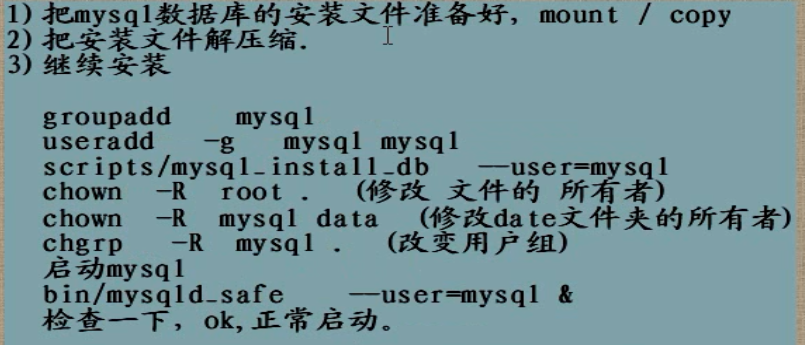 1)把mysql数据库的安装文件准备好, mount / copy
2)把安装文件解压缩.
3)继续安装
groupadd mysql
useradd -g mysql mysql
scripts/mysql_install_db --user=mysql
chown -R root . (修改 文件的 所有者)
chown -R mysql data (修改date文件夹的所有者)
chgrp -R mysql . (改变用户组)
启动mysql
bin/mysqld_safe --user=mysql &
检查一下, ok,正常启动。